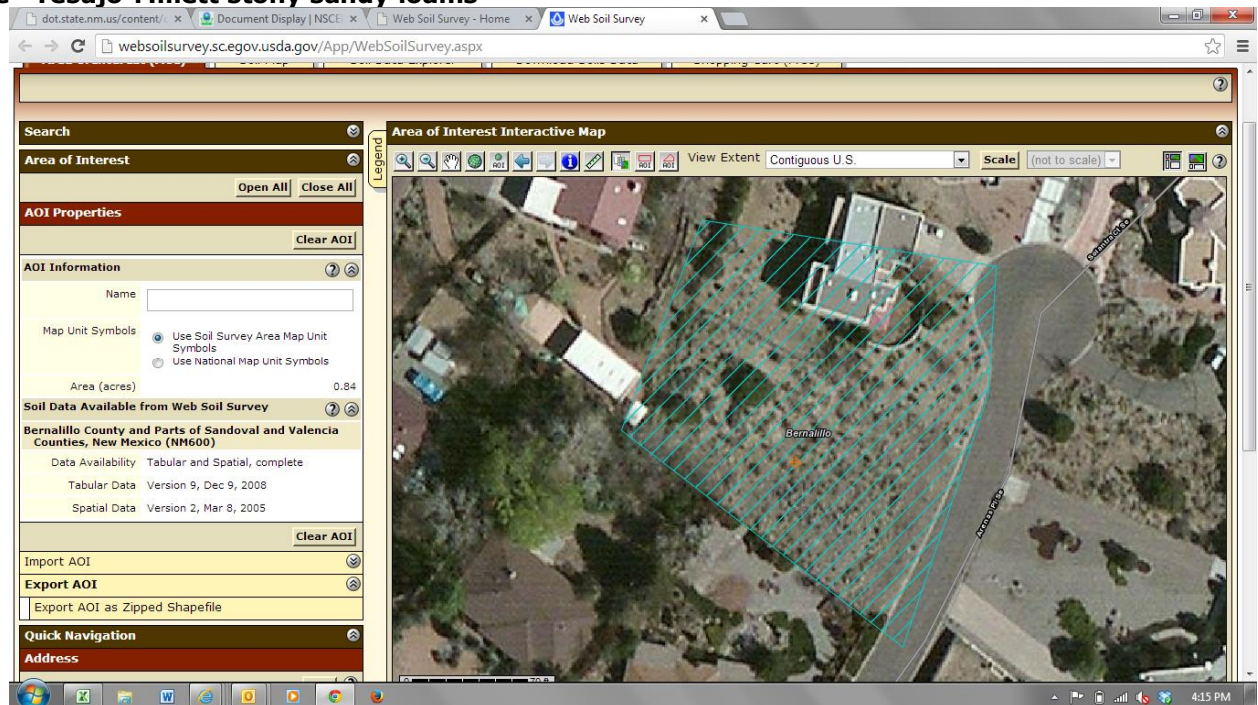 Tesajo-Millett stony sandy loams
dot.state.nm.us/content/
Document Display | NSCE
Web Soil Survey - Home
Web Soil Survey
websoilsurvey.sc.egov.usda.gov/App/WebSoilSurvey.aspx
Search
Area of Interest
Open All Close All
AOI Properties
Clear AOI
AOI Information
Name
Map Unit Symbols
Use Soil Survey Area Map Unit
Symbols
Use National Map Unit Symbols
Area (acres) 0.84
Soil Data Available from Web Soil Survey
Bernalillo County and Parts of Sandoval and Valencia
Counties, New Mexico (NM600)
Data Availability Tabular and Spatial, complete
Tabular Data Version 9, Dec 9, 2008
Spatial Data Version 2, Mar 8, 2005
Clear AOI
Import AOI
Export AOI
Export AOI as Zipped Shapefile
Quick Navigation
Address
Legend
Area of Interest Interactive Map
AOI AOI AOI View Extent Contiguous U.S. Scale (not to scale)
Bernalillo
Arenas Pl Se
4:15 PM